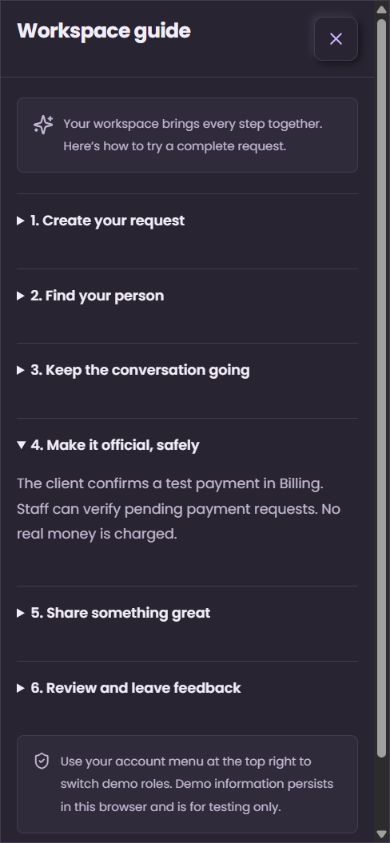 Workspace guide
Your workspace brings every step together.
Here's how to try a complete request.
1. Create your request
2. Find your person
3. Keep the conversation going
4. Make it official, safely
The client confirms a test payment in Billing.
Staff can verify pending payment requests. No
real money is charged.
5. Share something great
6. Review and leave feedback
Use your account menu at the top right to
switch demo roles. Demo information persists
in this browser and is for testing only.